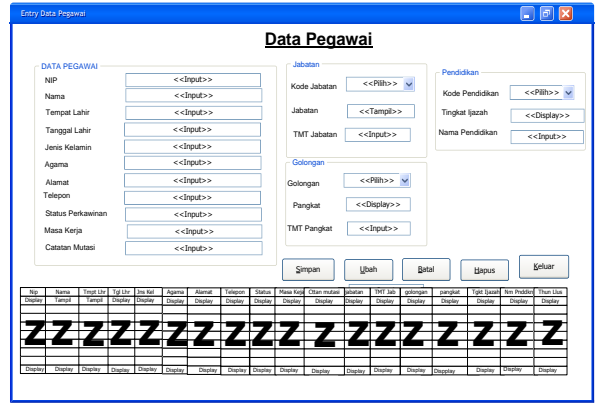 Entry Data Pegawai
Data Pegawai
DATA PEGAWAI
NIP <<Input>>
Nama <<Input>>
Tempat Lahir <<Input>>
Tanggal Lahir <<Input>>
Jenis Kelamin <<Input>>
Agama <<Input>>
Alamat <<Input>>
Telepon <<Input>>
Status Perkawinan <<Input>>
Masa Kerja <<Input>>
Catatan Mutasi <<Input>>
Jabatan
Kode Jabatan <<Pilih>>
Jabatan <<Tampil>>
TMT Jabatan <<Input>>
Golongan
Golongan <<Pilih>>
Pangkat <<Display>>
TMT Pangkat <<Input>>
Pendidikan
Kode Pendidikan <<Pilih>>
Tingkat Ijazah <<Display>>
Nama Pendidikan <<Input>>
Simpan Ubah Batal Hapus Keluar
Nip Nama Tmpt Lhr Tgl Lhr Jns Kel Agama Alamat Telepon Status Masa Kerja Cttan mutasi jabatan TMT Jab golongan pangkat Tgkt Ijazah Nm Pnddkn Thun Llus
Display Tampil Tampil Display Display Display Display Display Display Display Display Display Display Display Display Display Display Display
Z Z Z Z Z Z Z Z Z Z Z Z Z Z Z Z Z Z
Display Display Display Display Display Display Display Display Display Display Display Display Display Display Dispplay Display Display Display